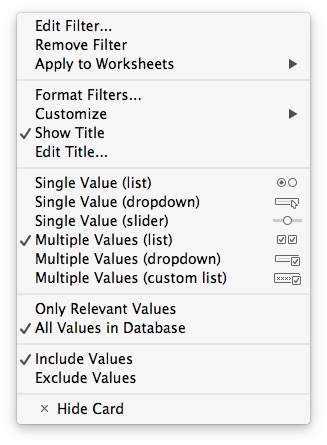 Edit Filter...
Remove Filter
Apply to Worksheets
Format Filters...
Customize
Show Title
Edit Title...
Single Value (list)
Single Value (dropdown)
Single Value (slider)
Multiple Values (list)
Multiple Values (dropdown)
Multiple Values (custom list)
Only Relevant Values
All Values in Database
Include Values
Exclude Values
Hide Card